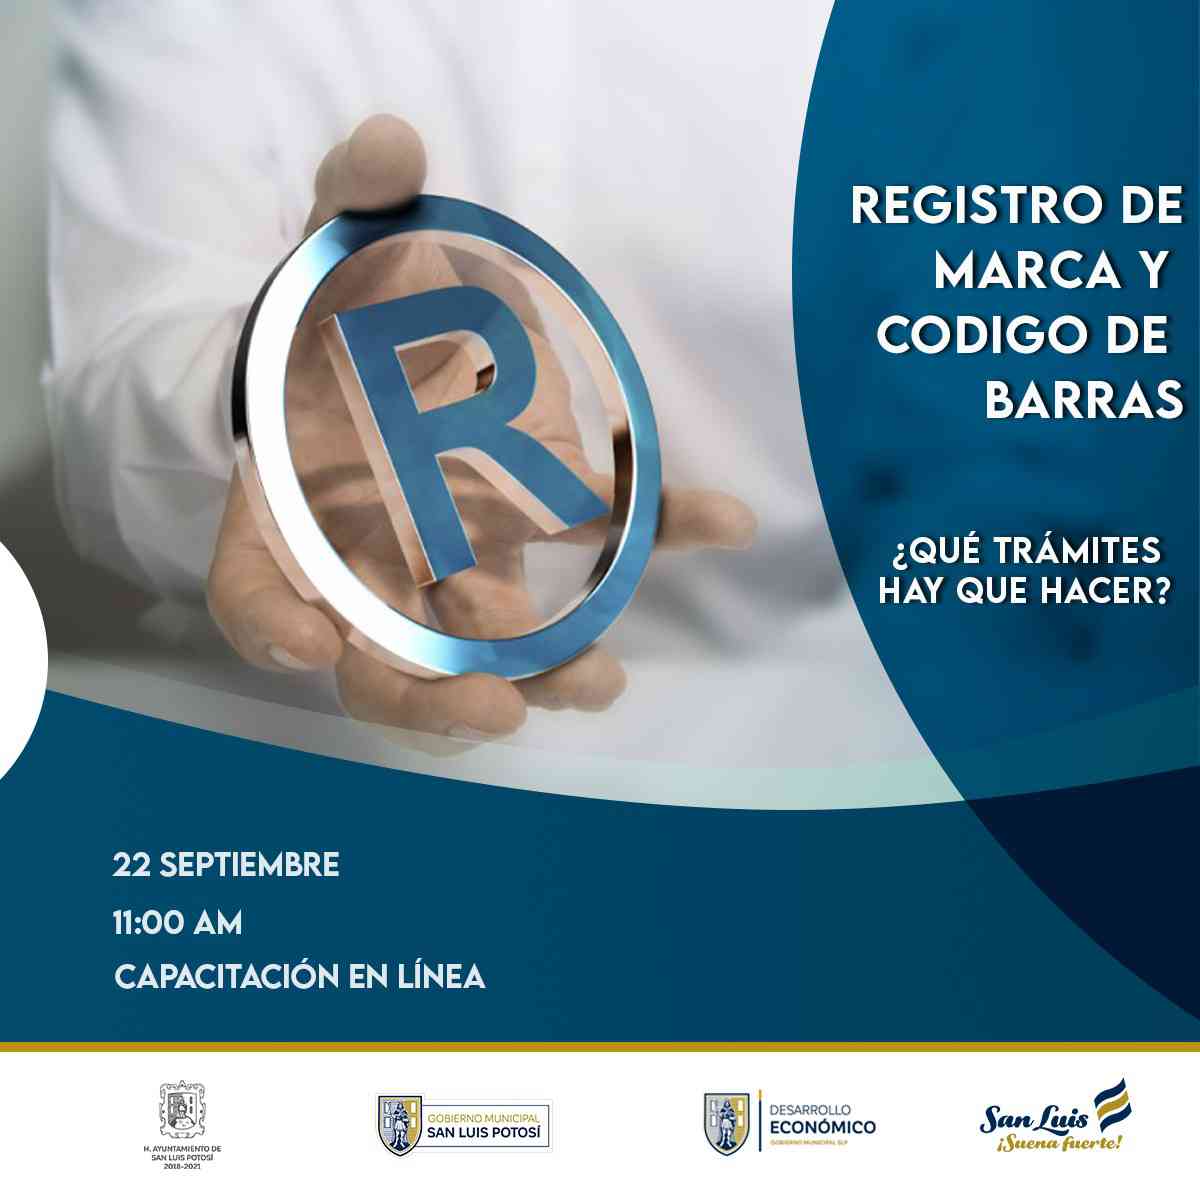 R
REGISTRO DE
MARCA Y
CODIGO DE
BARRAS
¿QUÉ TRÁMITES
HAY QUE HACER?
22 SEPTIEMBRE
11:00 AM
CAPACITACIÓN EN LÍNEA
H. AYUNTAMIENTO DE
SAN LUIS POTOSÍ
2018-2021
GOBIERNO MUNICIPAL
SAN LUIS POTOSÍ
DESARROLLO
ECONÓMICO
GOBIERNO MUNICIPAL SLP
San Luis
¡Suena fuerte!